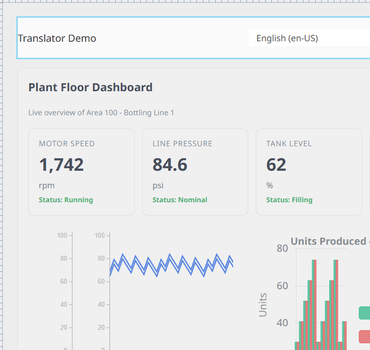 Translator Demo
English (en-US)
Plant Floor Dashboard
Live overview of Area 100 - Bottling Line 1
MOTOR SPEED
1,742
rpm
Status: Running
LINE PRESSURE
84.6
psi
Status: Nominal
TANK LEVEL
62
%
Status: Filling
100
80
60
40
20
100
80
60
40
20
Units Produced
80
60
40
Units